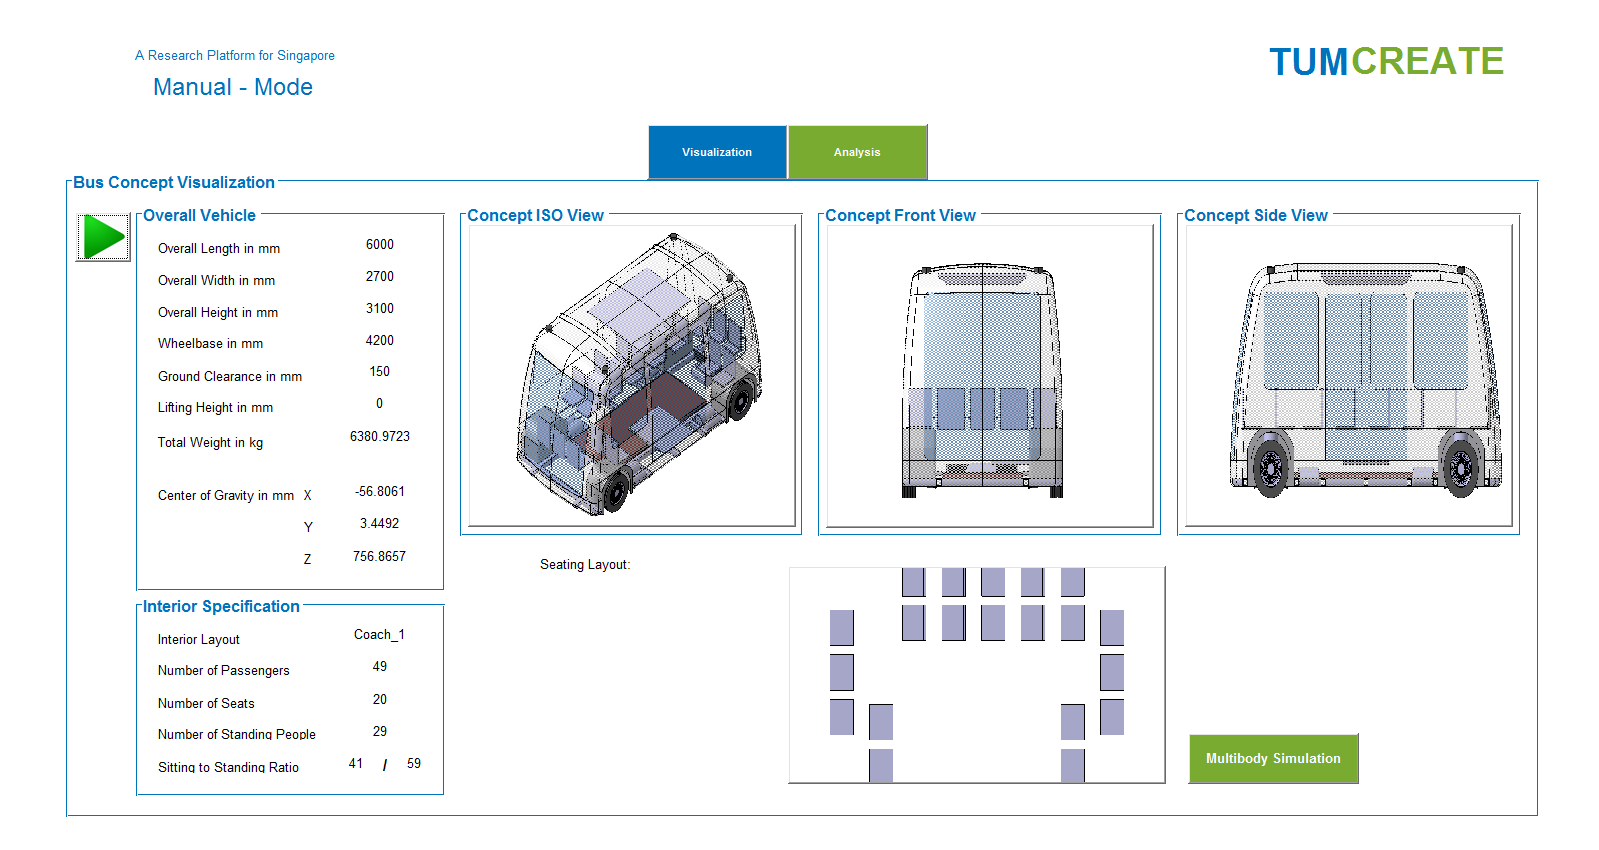 A Research Platform for Singapore
Manual - Mode
TUMCREATE
Visualization
Analysis
Bus Concept Visualization
Overall Vehicle
Overall Length in mm 6000
Overall Width in mm 2700
Overall Height in mm 3100
Wheelbase in mm 4200
Ground Clearance in mm 150
Lifting Height in mm 0
Total Weight in kg 6380.9723
Center of Gravity in mm X -56.8061
Y 3.4492
Z 756.8657
Interior Specification
Interior Layout Coach_1
Number of Passengers 49
Number of Seats 20
Number of Standing People 29
Sitting to Standing Ratio 41 / 59
Concept ISO View
Concept Front View
Concept Side View
Seating Layout:
Multibody Simulation